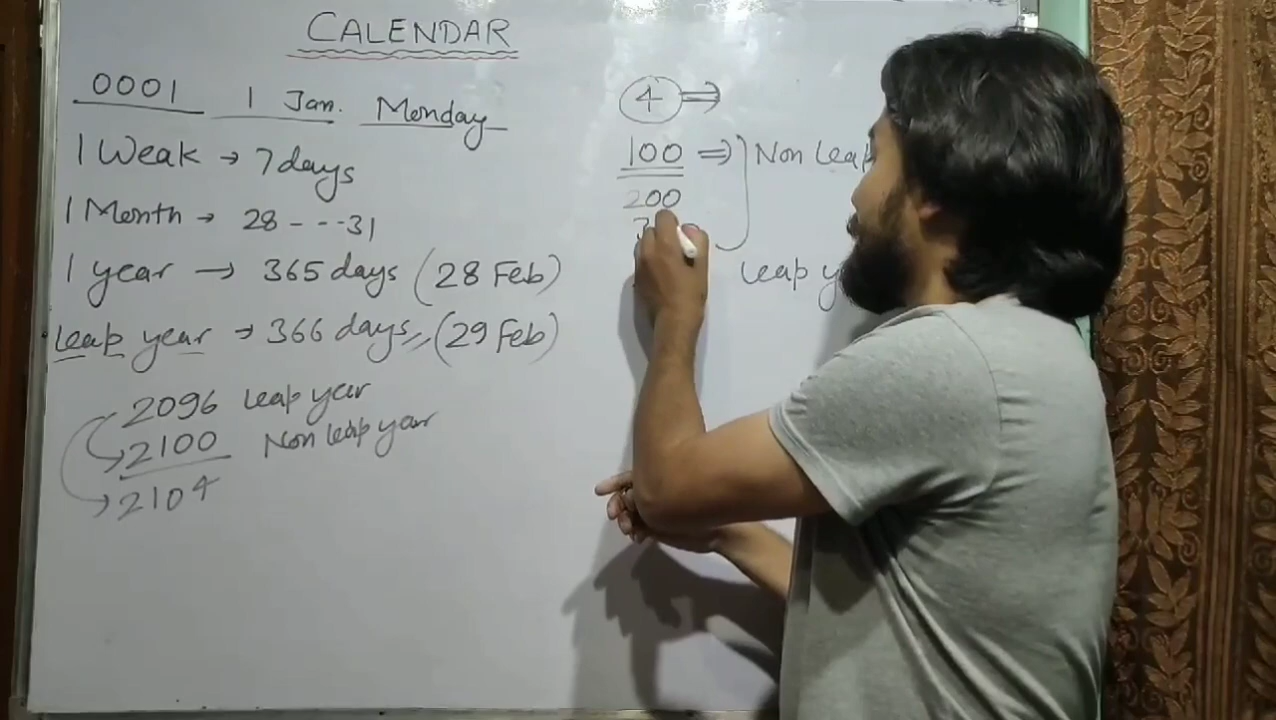 CALENDAR
0001 1 Jan. Monday
1 Weak → 7 days
1 Month → 28 - - - 31
1 year → 365 days (28 Feb)
Leap year → 366 days,, (29 Feb)
2096 Leap year
2100 Non leap year
2104
4 ⇒
100 ⇒ Non Leap
200
3
Leap y